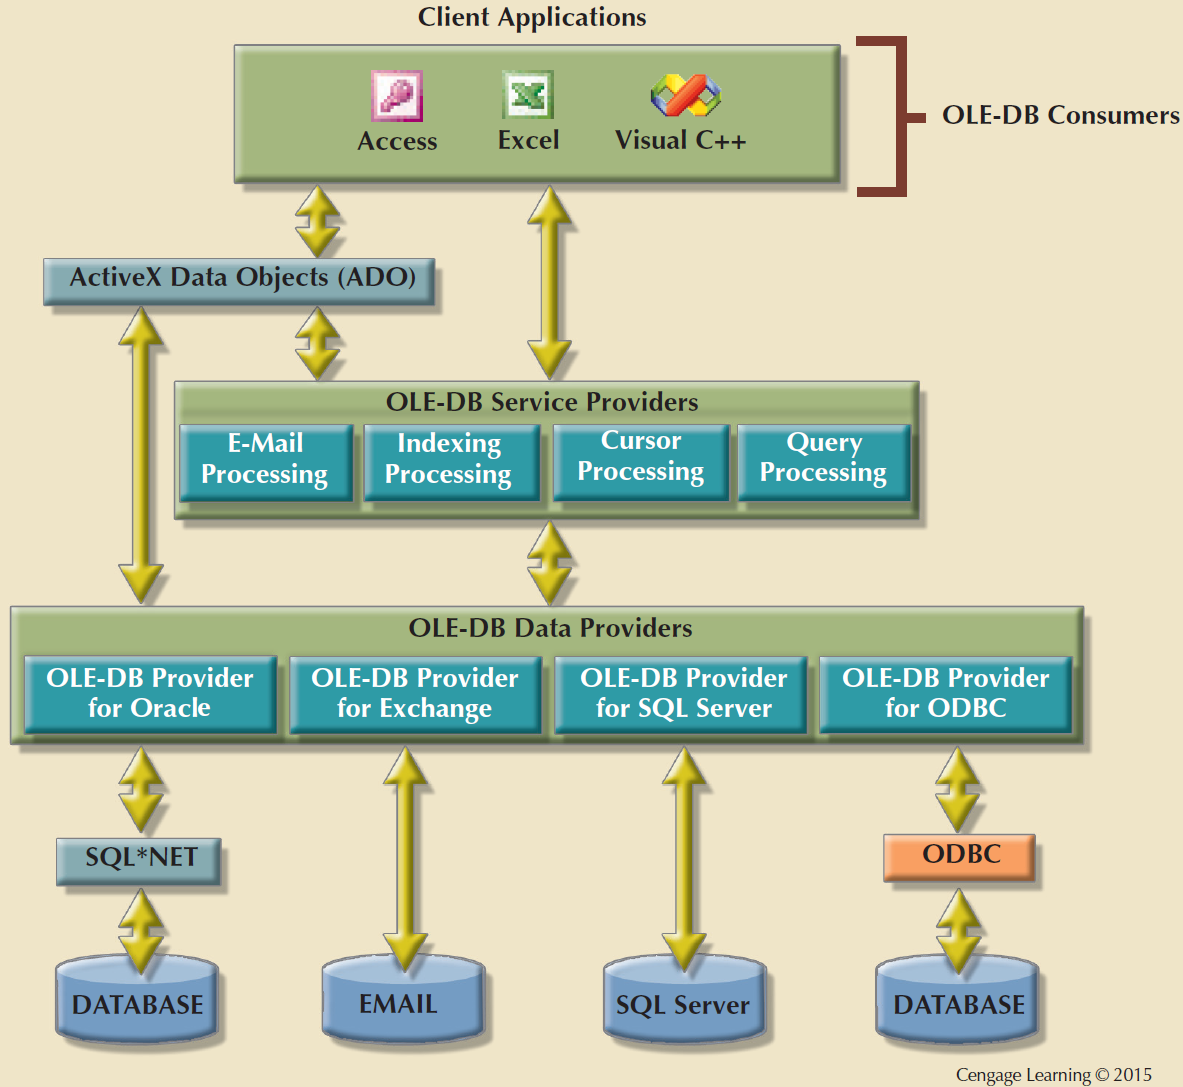 Client Applications
Access
Excel
Visual C++
OLE-DB Consumers
ActiveX Data Objects (ADO)
OLE-DB Service Providers
E-Mail
Processing
Indexing
Processing
Cursor
Processing
Query
Processing
OLE-DB Data Providers
OLE-DB Provider
for Oracle
OLE-DB Provider
for Exchange
OLE-DB Provider
for SQL Server
OLE-DB Provider
for ODBC
SQL*NET
ODBC
DATABASE
EMAIL
SQL Server
DATABASE
Cengage Learning © 2015